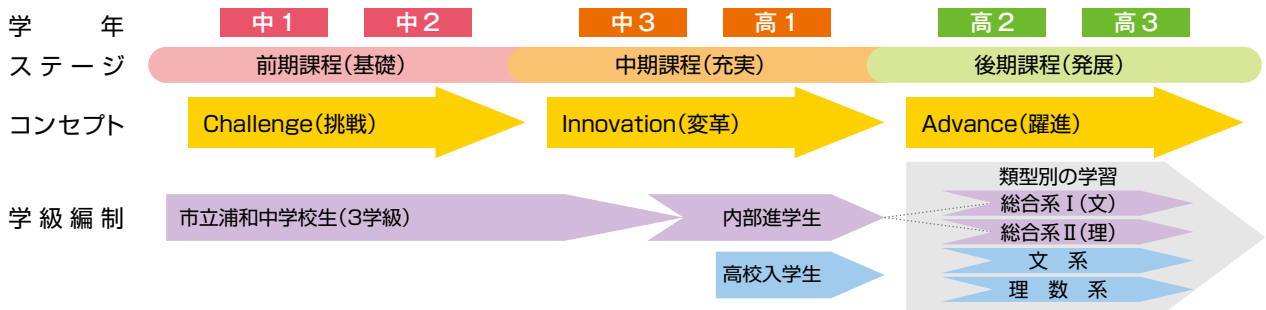 学年 中1 中2 中3 高1 高2 高3
ステージ 前期課程(基礎) 中期課程(充実) 後期課程(発展)
コンセプト Challenge(挑戦) Innovation(変革) Advance(躍進)
類型別の学習
学級編制 市立浦和中学校生(3学級) 内部進学生 総合系Ⅰ(文)
総合系Ⅱ(理)
高校入学生 文系
理数系